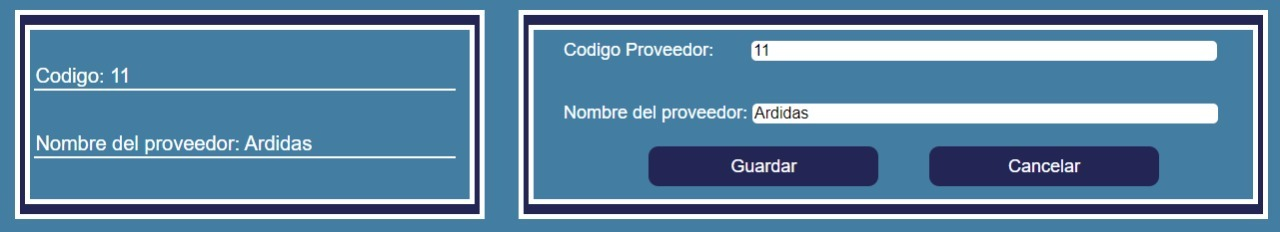 Codigo: 11
Nombre del proveedor: Ardidas
Codigo Proveedor: 11
Nombre del proveedor: Ardidas
Guardar Cancelar